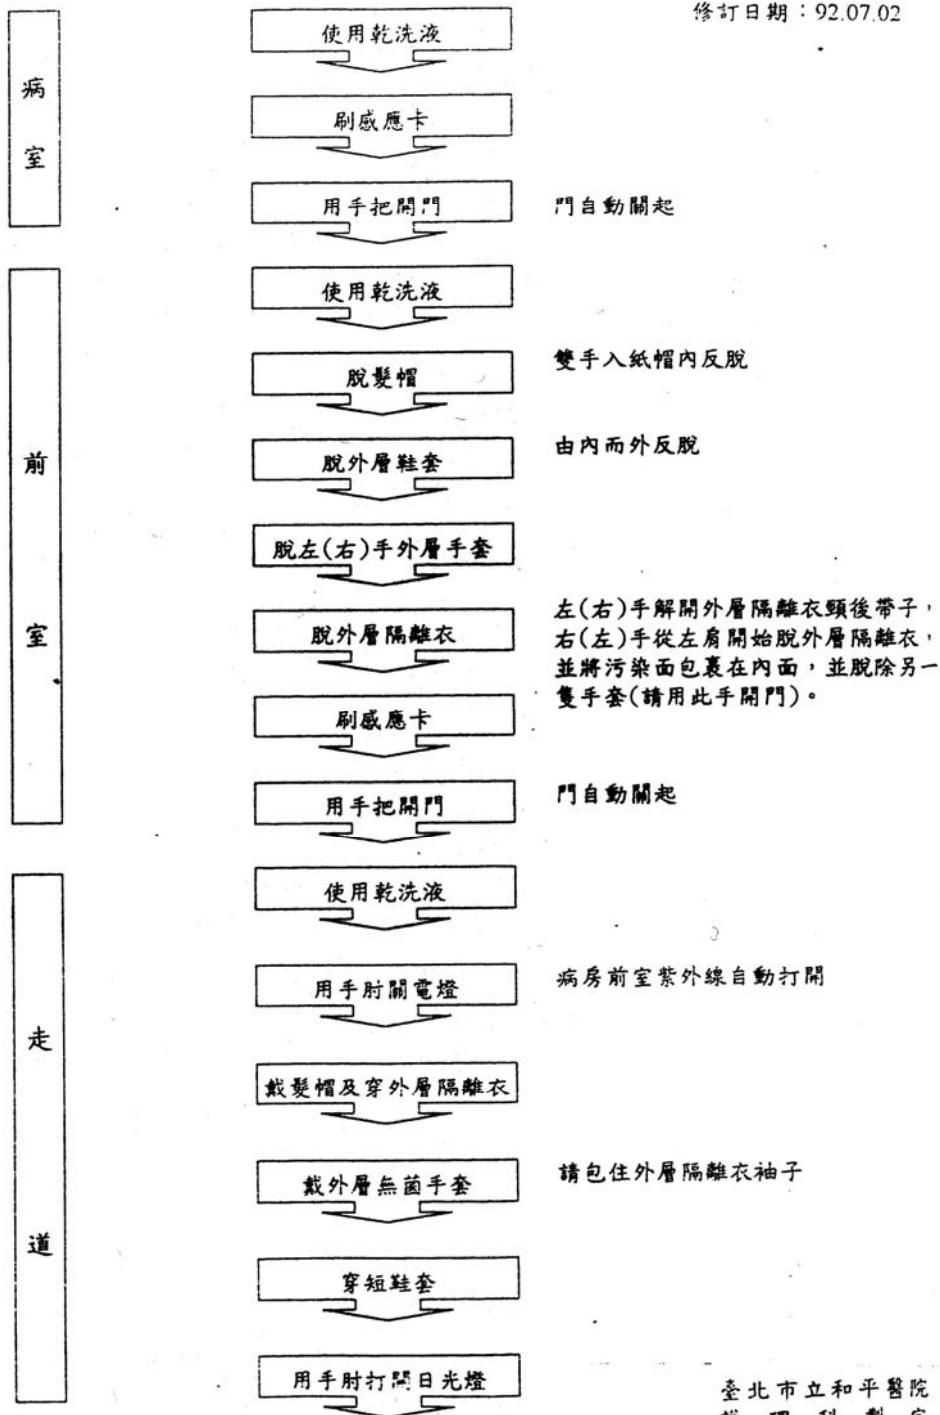 修訂日期：92.07.02
病室
使用乾洗液
刷感應卡
用手把開門
門自動關起
前室
使用乾洗液
脫髮帽
雙手入紙帽內反脫
脫外層鞋套
由內而外反脫
脫左(右)手外層手套
脫外層隔離衣
左(右)手解開外層隔離衣頸後帶子，
右(左)手從左肩開始脫外層隔離衣，
並將污染面包裹在內面，並脫除另一
隻手套(請用此手開門)。
刷感應卡
用手把開門
門自動關起
走道
使用乾洗液
用手肘關電燈
病房前室紫外線自動打開
戴髮帽及穿外層隔離衣
戴外層無菌手套
請包住外層隔離衣袖子
穿短鞋套
用手肘打開日光燈
臺北市立和平醫院
護理科製定